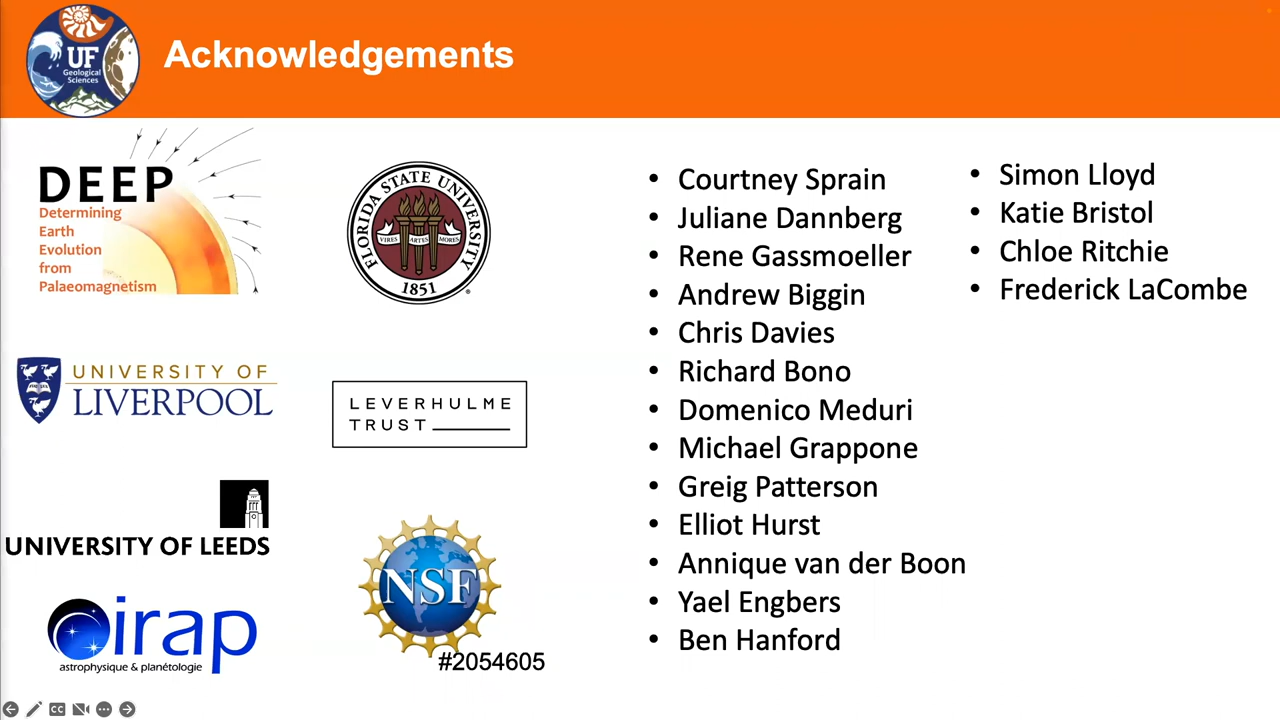 UF
Geological
Sciences
Acknowledgements
DEEP
Determining
Earth
Evolution
from
Palaeomagnetism
FLORIDA STATE UNIVERSITY
VIRES ARTES MORES
1851
UNIVERSITY OF
LIVERPOOL
LEVERHULME
TRUST
UNIVERSITY OF LEEDS
NSF
#2054605
irap
astrophysique & planétologie
• Courtney Sprain
• Juliane Dannberg
• Rene Gassmoeller
• Andrew Biggin
• Chris Davies
• Richard Bono
• Domenico Meduri
• Michael Grappone
• Greig Patterson
• Elliot Hurst
• Annique van der Boon
• Yael Engbers
• Ben Hanford
• Simon Lloyd
• Katie Bristol
• Chloe Ritchie
• Frederick LaCombe
CC